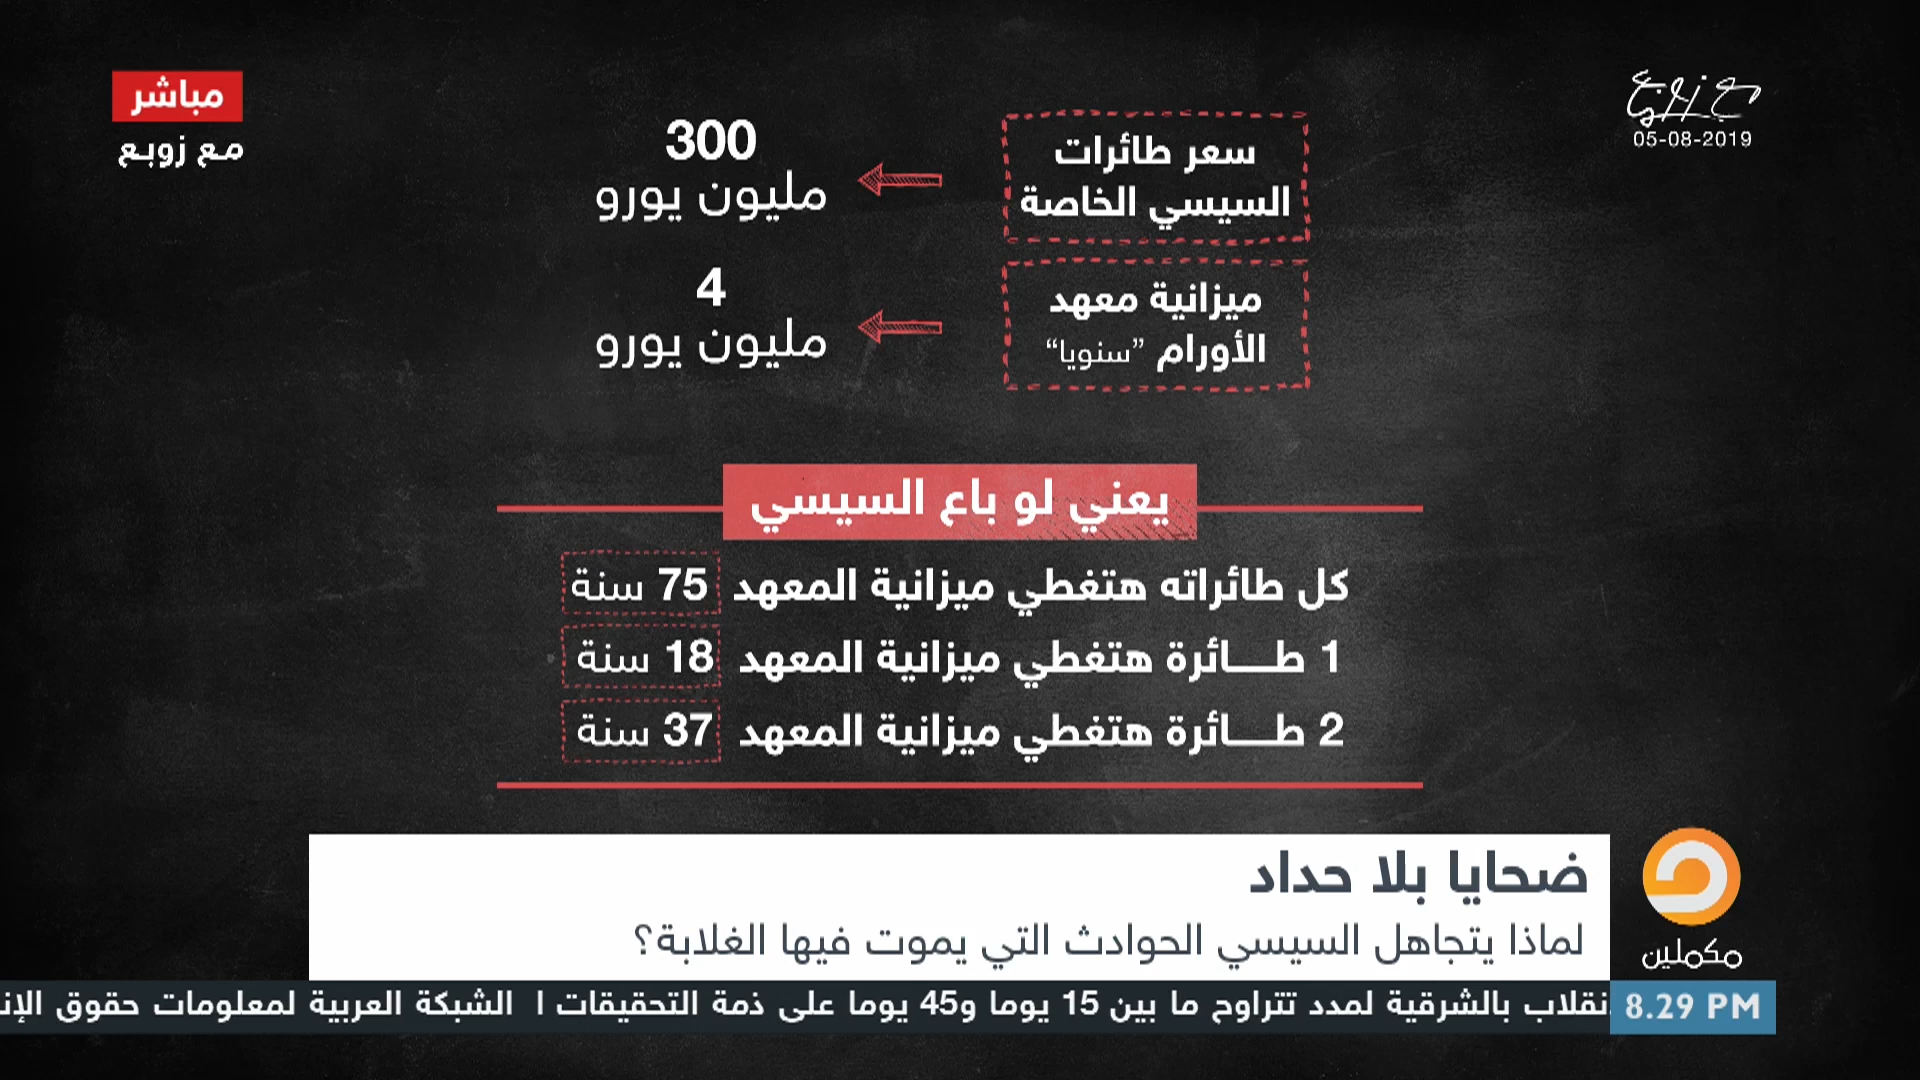 مباشر
مع زوبع
مع زوبع
05-08-2019
سعر طائرات
السيسي الخاصة
300
مليون يورو
ميزانية معهد
الأورام "سنويا"
4
مليون يورو
يعني لو باع السيسي
كل طائراته هتغطي ميزانية المعهد 75 سنة
1 طـــائرة هتغطي ميزانية المعهد 18 سنة
2 طـــائرة هتغطي ميزانية المعهد 37 سنة
ضحايا بلا حداد
لماذا يتجاهل السيسي الحوادث التي يموت فيها الغلابة؟
مكملين
8.29 PM
نقلاب بالشرقية لمدد تتراوح ما بين 15 يوما و45 يوما على ذمة التحقيقات | الشبكة العربية لمعلومات حقوق الإن